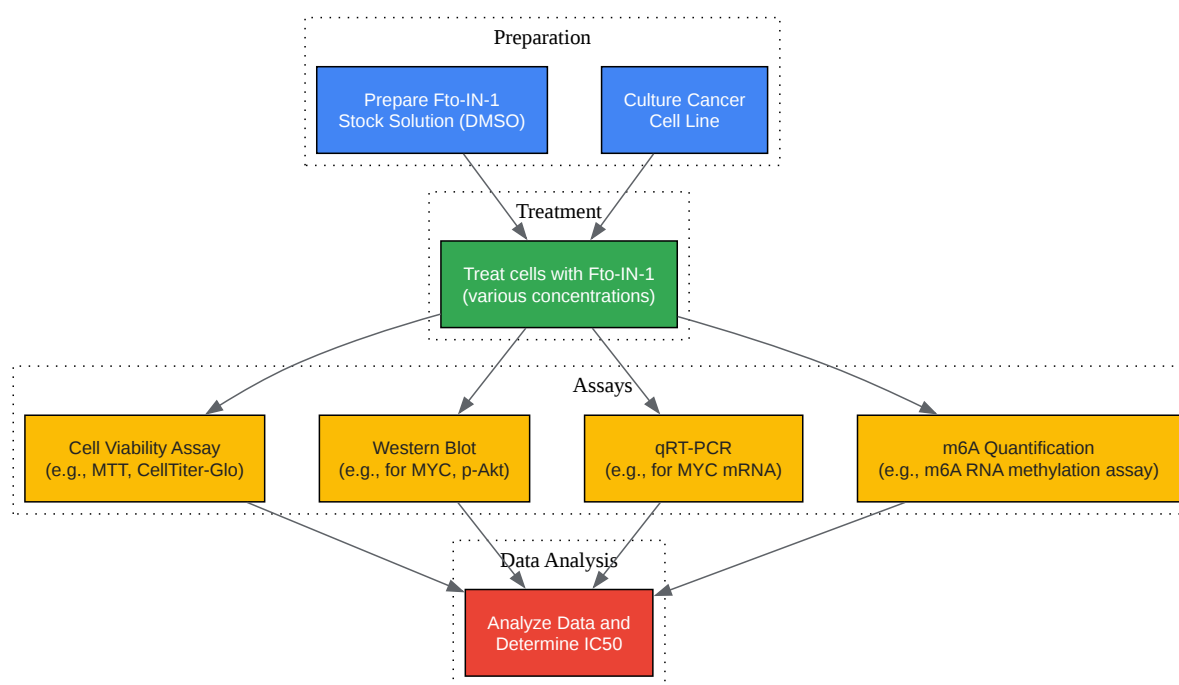 Preparation
Prepare Fto-IN-1
Stock Solution (DMSO)
Culture Cancer
Cell Line
Treatment
Treat cells with Fto-IN-1
(various concentrations)
Assays
Cell Viability Assay
(e.g., MTT, CellTiter-Glo)
Western Blot
(e.g., for MYC, p-Akt)
qRT-PCR
(e.g., for MYC mRNA)
m6A Quantification
(e.g., m6A RNA methylation assay)
Data Analysis
Analyze Data and
Determine IC50